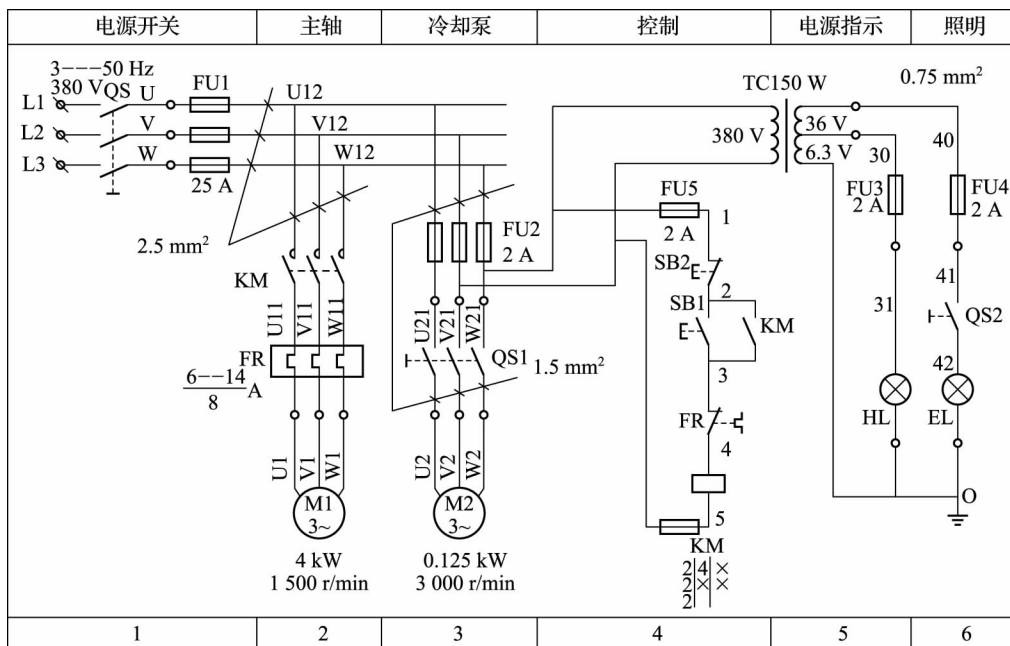 电源开关
主轴
冷却泵
控制
电源指示
照明
3---50 Hz
380 V
QS
L1
L2
L3
U
V
W
FU1
25 A
U12
V12
W12
2.5 mm²
KM
U11
V11
W11
FR
6--14
8
A
U1
V1
W1
M1
3~
4 kW
1 500 r/min
FU2
2 A
U21
V21
W21
QS1
1.5 mm²
U2
V2
W2
M2
3~
0.125 kW
3 000 r/min
TC150 W
380 V
36 V
6.3 V
FU5
2 A
1
SB2
2
SB1
KM
3
FR
4
5
KM
2 4 ×
2 × ×
2
0.75 mm²
30
FU3
2 A
31
HL
40
FU4
2 A
41
QS2
42
EL
O
1
2
3
4
5
6